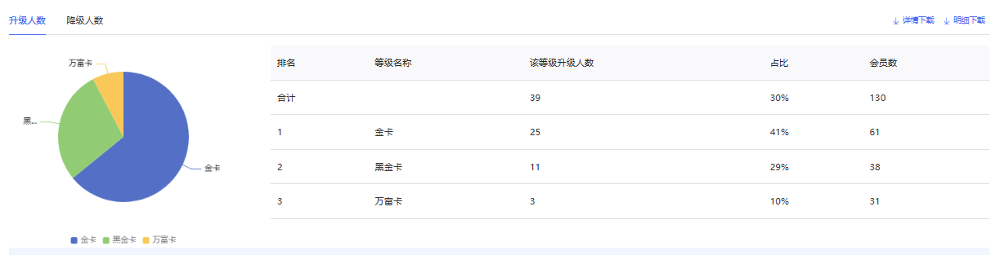 升级人数 降级人数 详情下载 明细下载
排名 等级名称 该等级升级人数 占比 会员数
合计 39 30% 130
1 金卡 25 41% 61
2 黑金卡 11 29% 38
3 万富卡 3 10% 31
万富卡
黑...
金卡
金卡 黑金卡 万富卡